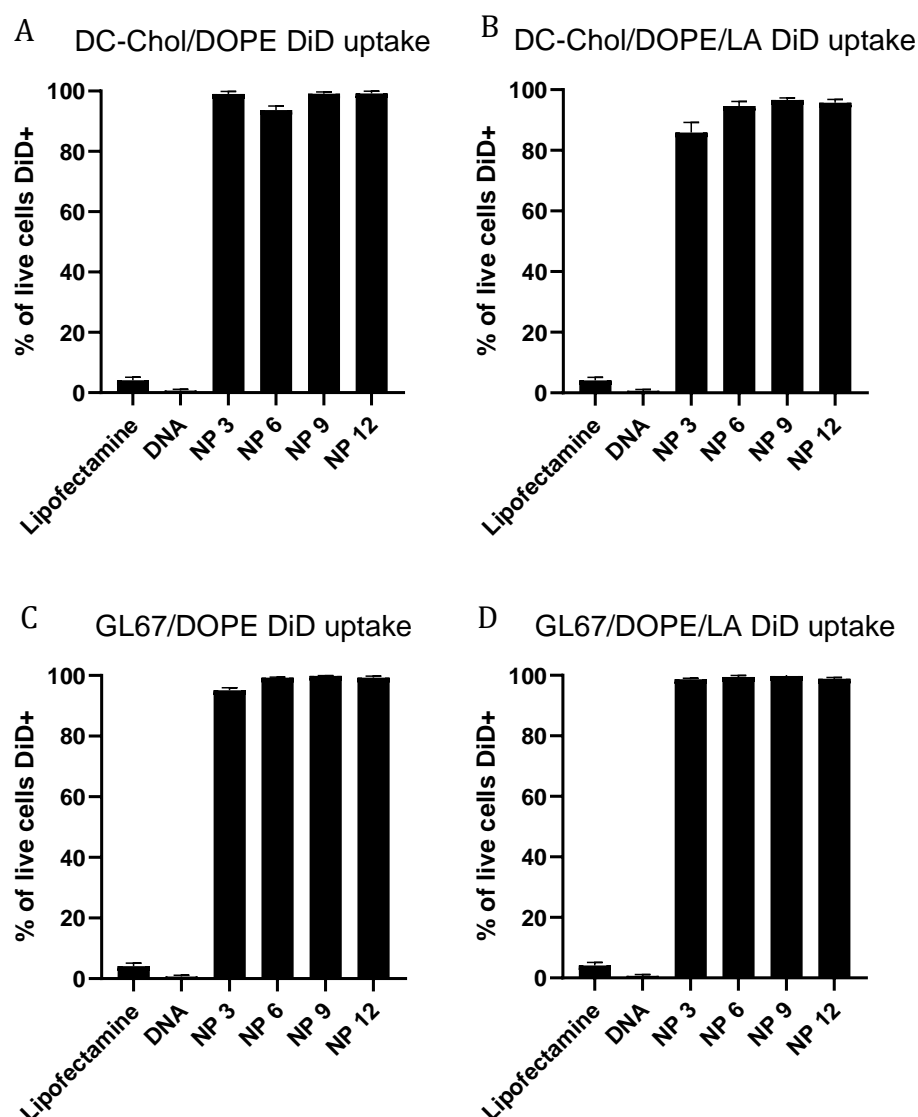 A DC-Chol/DOPE DiD uptake
% of live cells DiD+
100
80
60
40
20
0
Lipofectamine
DNA
NP 3
NP 6
NP 9
NP 12
B DC-Chol/DOPE/LA DiD uptake
% of live cells DiD+
100
80
60
40
20
0
Lipofectamine
DNA
NP 3
NP 6
NP 9
NP 12
C GL67/DOPE DiD uptake
% of live cells DiD+
100
80
60
40
20
0
Lipofectamine
DNA
NP 3
NP 6
NP 9
NP 12
D GL67/DOPE/LA DiD uptake
% of live cells DiD+
100
80
60
40
20
0
Lipofectamine
DNA
NP 3
NP 6
NP 9
NP 12